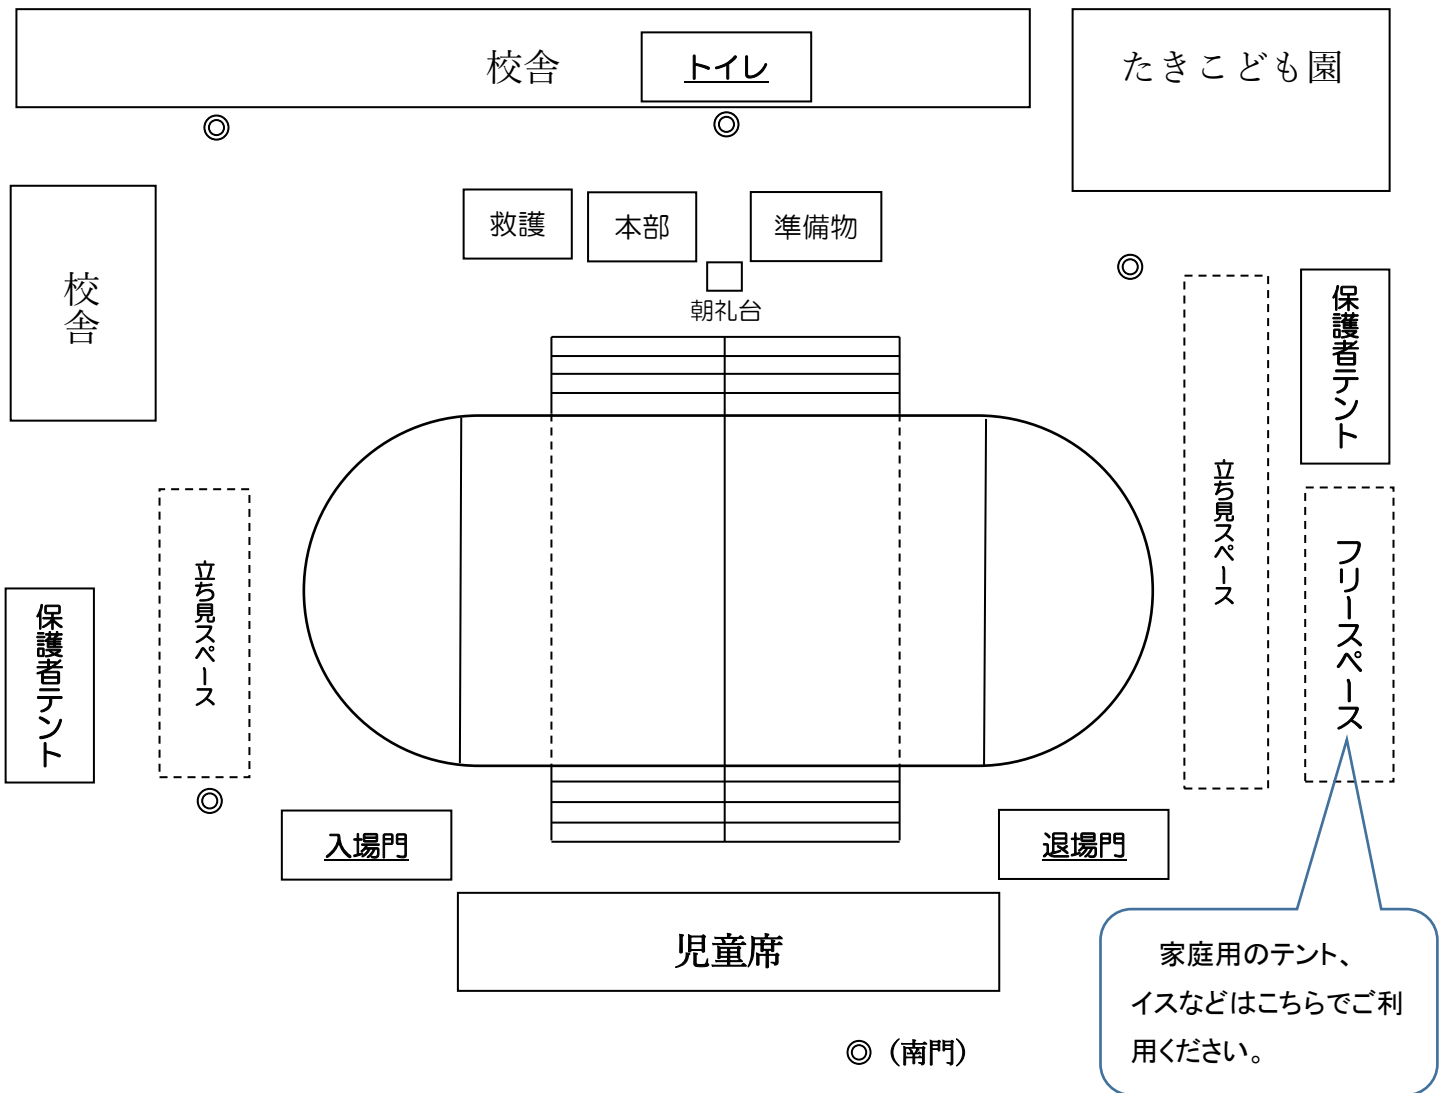 校舎
トイレ
たきこども園
◎
◎
救護
本部
準備物
朝礼台
◎
校舎
保護者テント
立ち見スペース
フリースペース
立ち見スペース
保護者テント
◎
入場門
退場門
児童席
家庭用のテント、
イスなどはこちらでご利
用ください。
◎（南門）